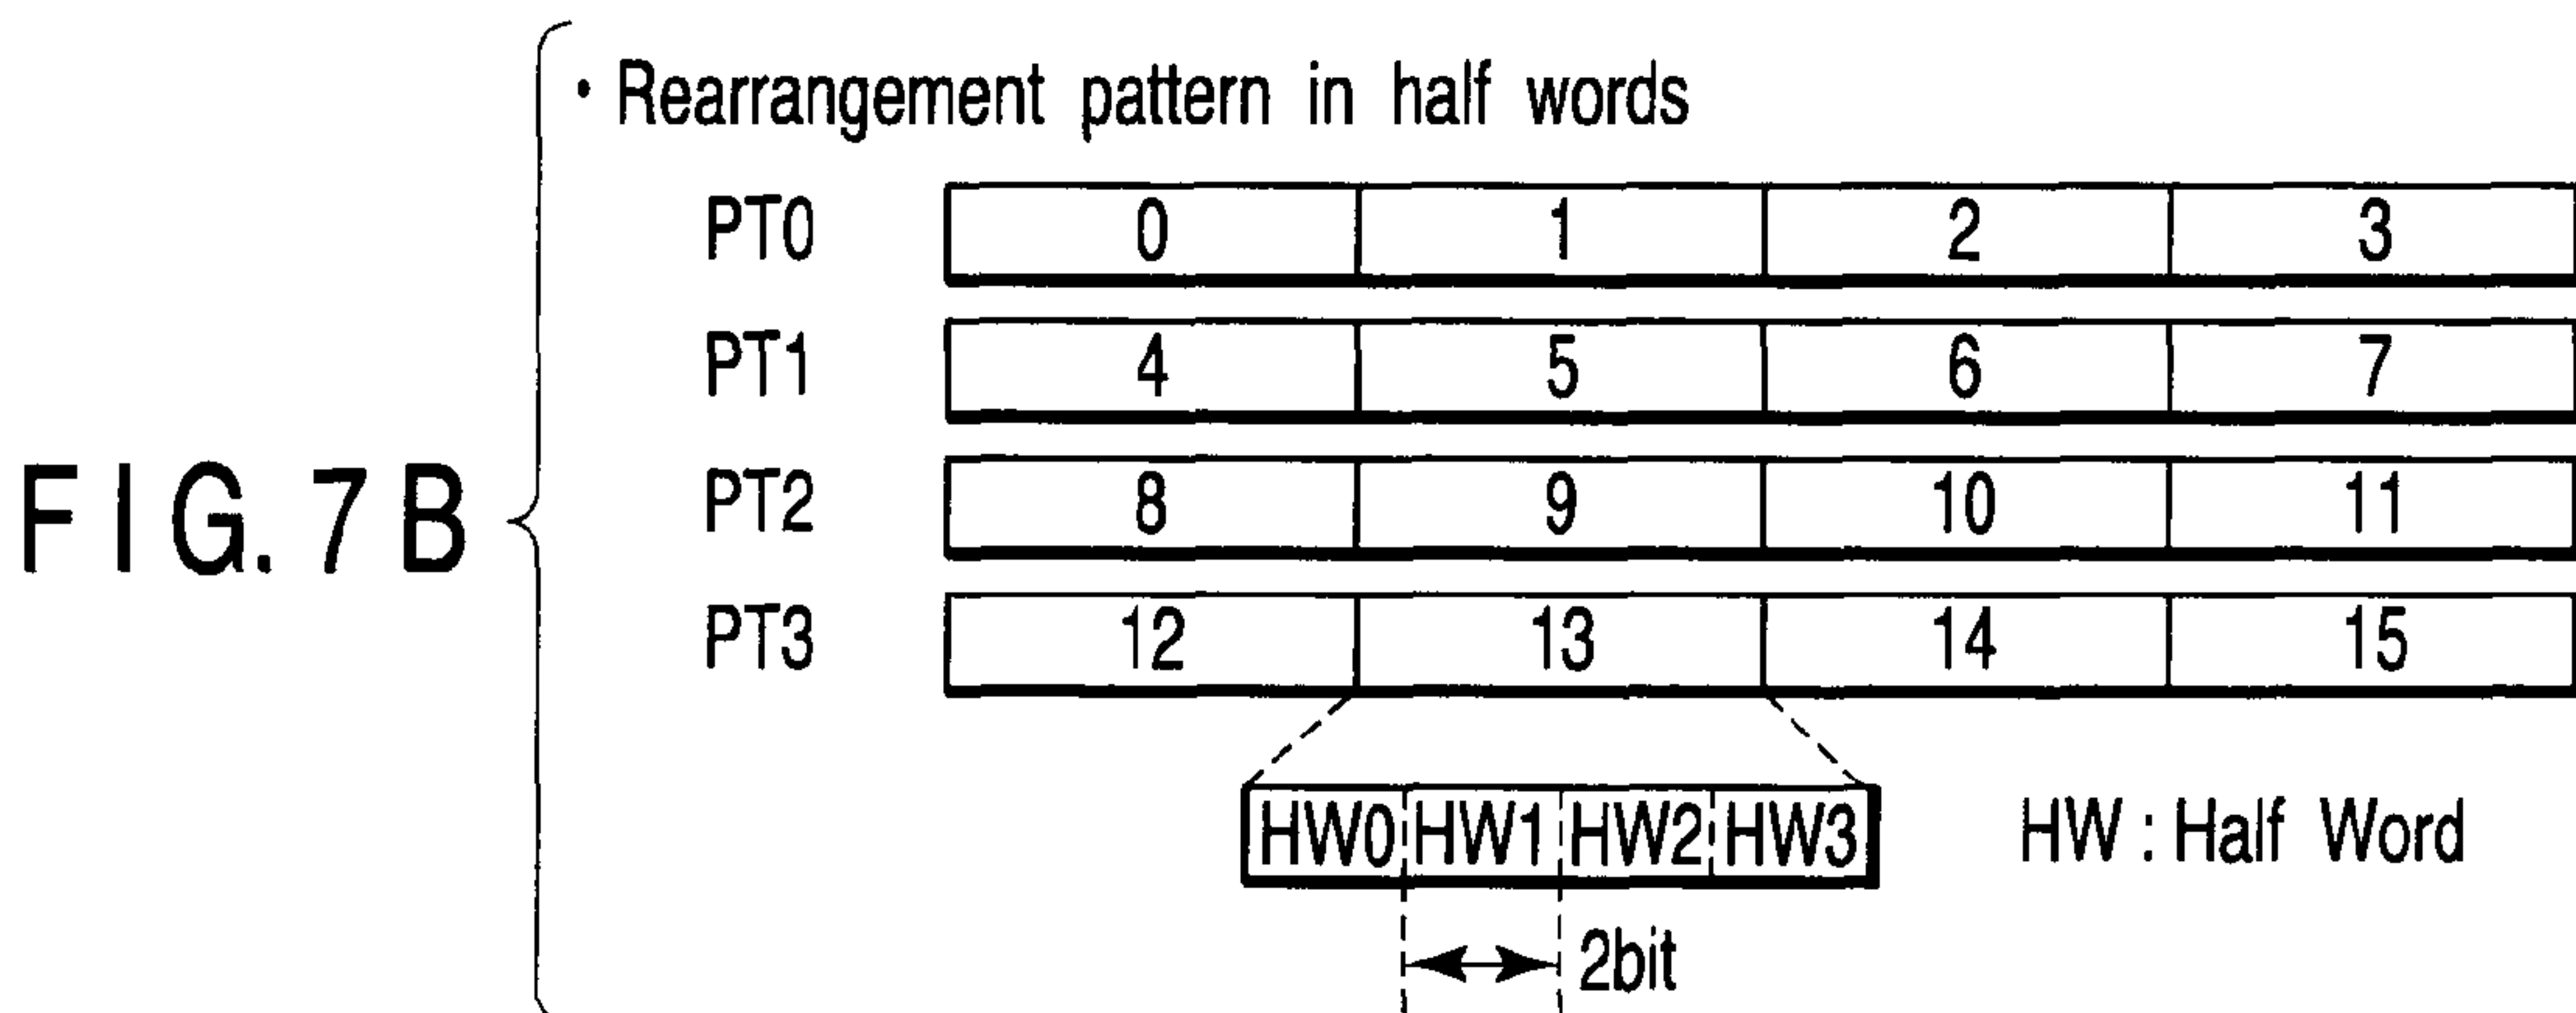 • Rearrangement pattern in half words
PT0 0 1 2 3
PT1 4 5 6 7
FIG. 7B
PT2 8 9 10 11
PT3 12 13 14 15
HW0 HW1 HW2 HW3 HW : Half Word
2bit